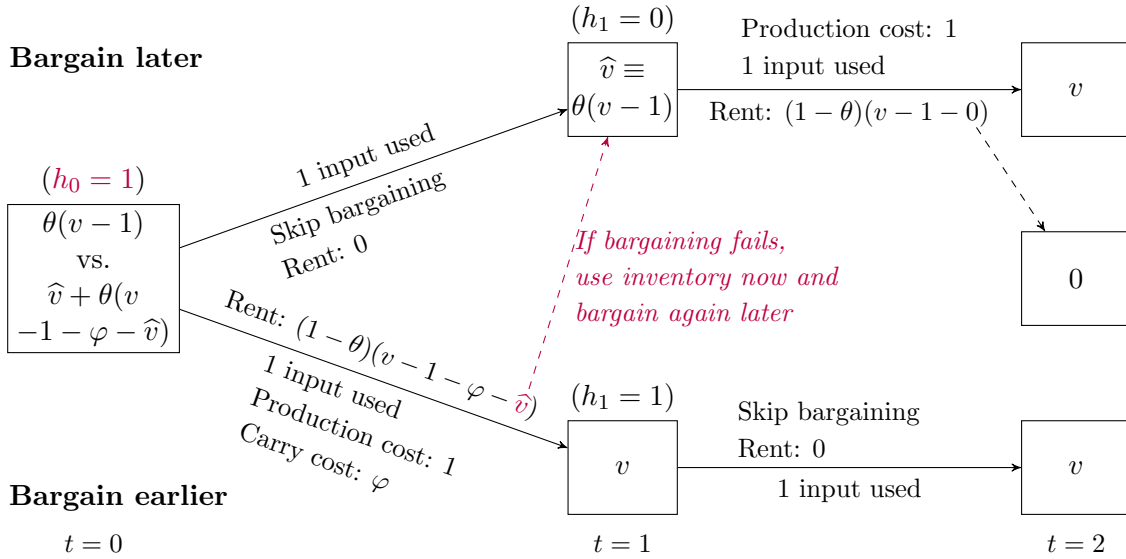 Bargain later
(h₀ = 1)
θ(v − 1)
vs.
v̂ + θ(v
−1 − φ − v̂)
1 input used
Skip bargaining
Rent: 0
(h₁ = 0)
v̂ ≡
θ(v − 1)
Production cost: 1
1 input used
Rent: (1−θ)(v − 1 − 0)
v
0
If bargaining fails,
use inventory now and
bargain again later
Rent: (1−θ)(v − 1 − φ − v̂)
1 input used
Production cost: 1
Carry cost: φ
(h₁ = 1)
v
Skip bargaining
Rent: 0
1 input used
v
Bargain earlier
t = 0
t = 1
t = 2